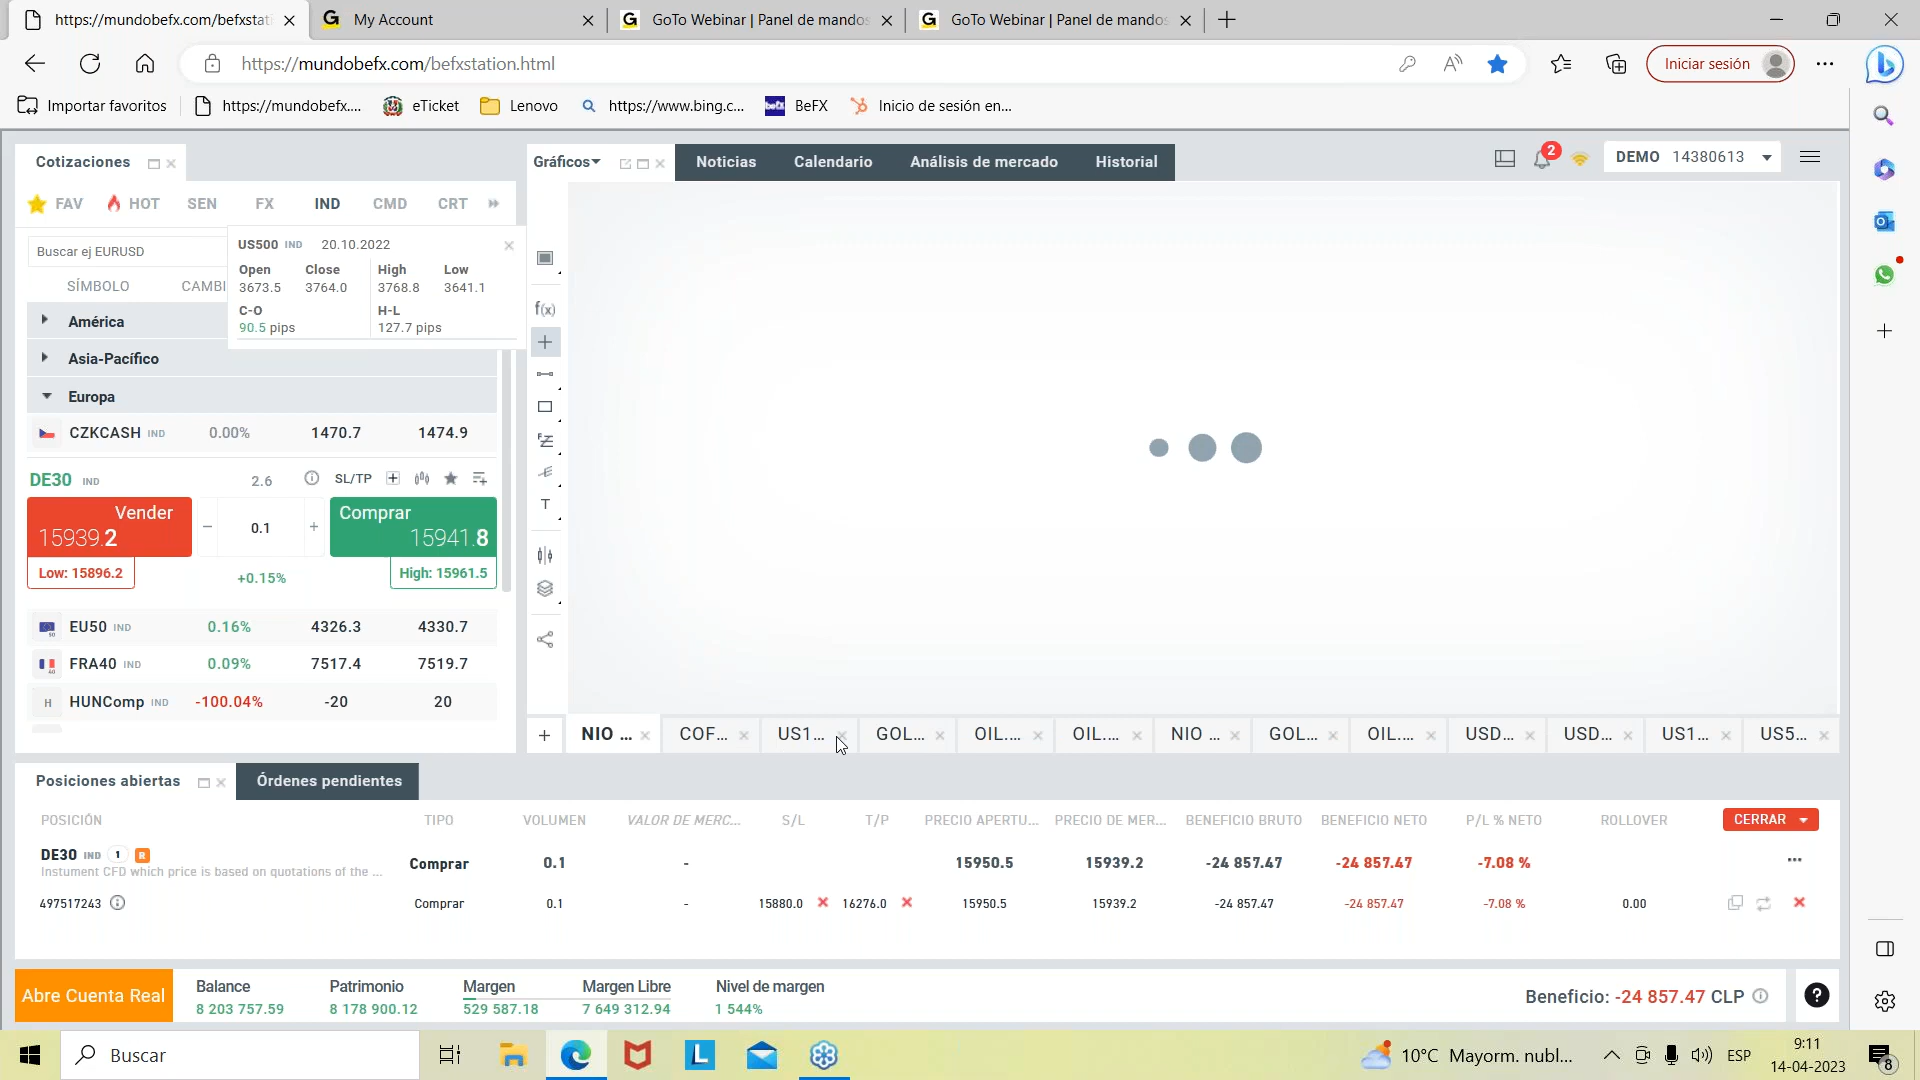 https://mundobefx.com/befxstati
My Account
GoTo Webinar | Panel de mandos
GoTo Webinar | Panel de mandos
https://mundobefx.com/befxstation.html
Iniciar sesión
Importar favoritos
https://mundobefx....
eTicket
Lenovo
https://www.bing.c...
BeFX
Inicio de sesión en...
Cotizaciones
Gráficos
Noticias
Calendario
Análisis de mercado
Historial
2
DEMO 14380613
FAV HOT SEN FX IND CMD CRT
Buscar ej EURUSD
US500 IND 20.10.2022
Open Close High Low
3673.5 3764.0 3768.8 3641.1
C-O H-L
90.5 pips 127.7 pips
SÍMBOLO CAMBI
América
Asia-Pacífico
Europa
CZKCASH IND 0.00% 1470.7 1474.9
DE30 IND 2.6 SL/TP
Vender
15939.2
0.1
Comprar
15941.8
Low: 15896.2
+0.15%
High: 15961.5
EU50 IND 0.16% 4326.3 4330.7
FRA40 IND 0.09% 7517.4 7519.7
H HUNComp IND -100.04% -20 20
f(x)
T
NIO ... COF... US1... GOL... OIL.... OIL.... NIO ... GOL... OIL.... USD... USD... US1... US5...
Posiciones abiertas
Órdenes pendientes
POSICIÓN TIPO VOLUMEN VALOR DE MERC... S/L T/P PRECIO APERTU... PRECIO DE MER... BENEFICIO BRUTO BENEFICIO NETO P/L % NETO ROLLOVER CERRAR
DE30 IND 1 R Comprar 0.1 - 15950.5 15939.2 -24 857.47 -24 857.47 -7.08 %
Instument CFD which price is based on quotations of the ...
497517243 Comprar 0.1 - 15880.0 16276.0 15950.5 15939.2 -24 857.47 -24 857.47 -7.08 % 0.00
Abre Cuenta Real
Balance Patrimonio Margen Margen Libre Nivel de margen
8 203 757.59 8 178 900.12 529 587.18 7 649 312.94 1 544%
Beneficio: -24 857.47 CLP
Buscar
10°C Mayorm. nubl...
ESP
9:11
14-04-2023
8